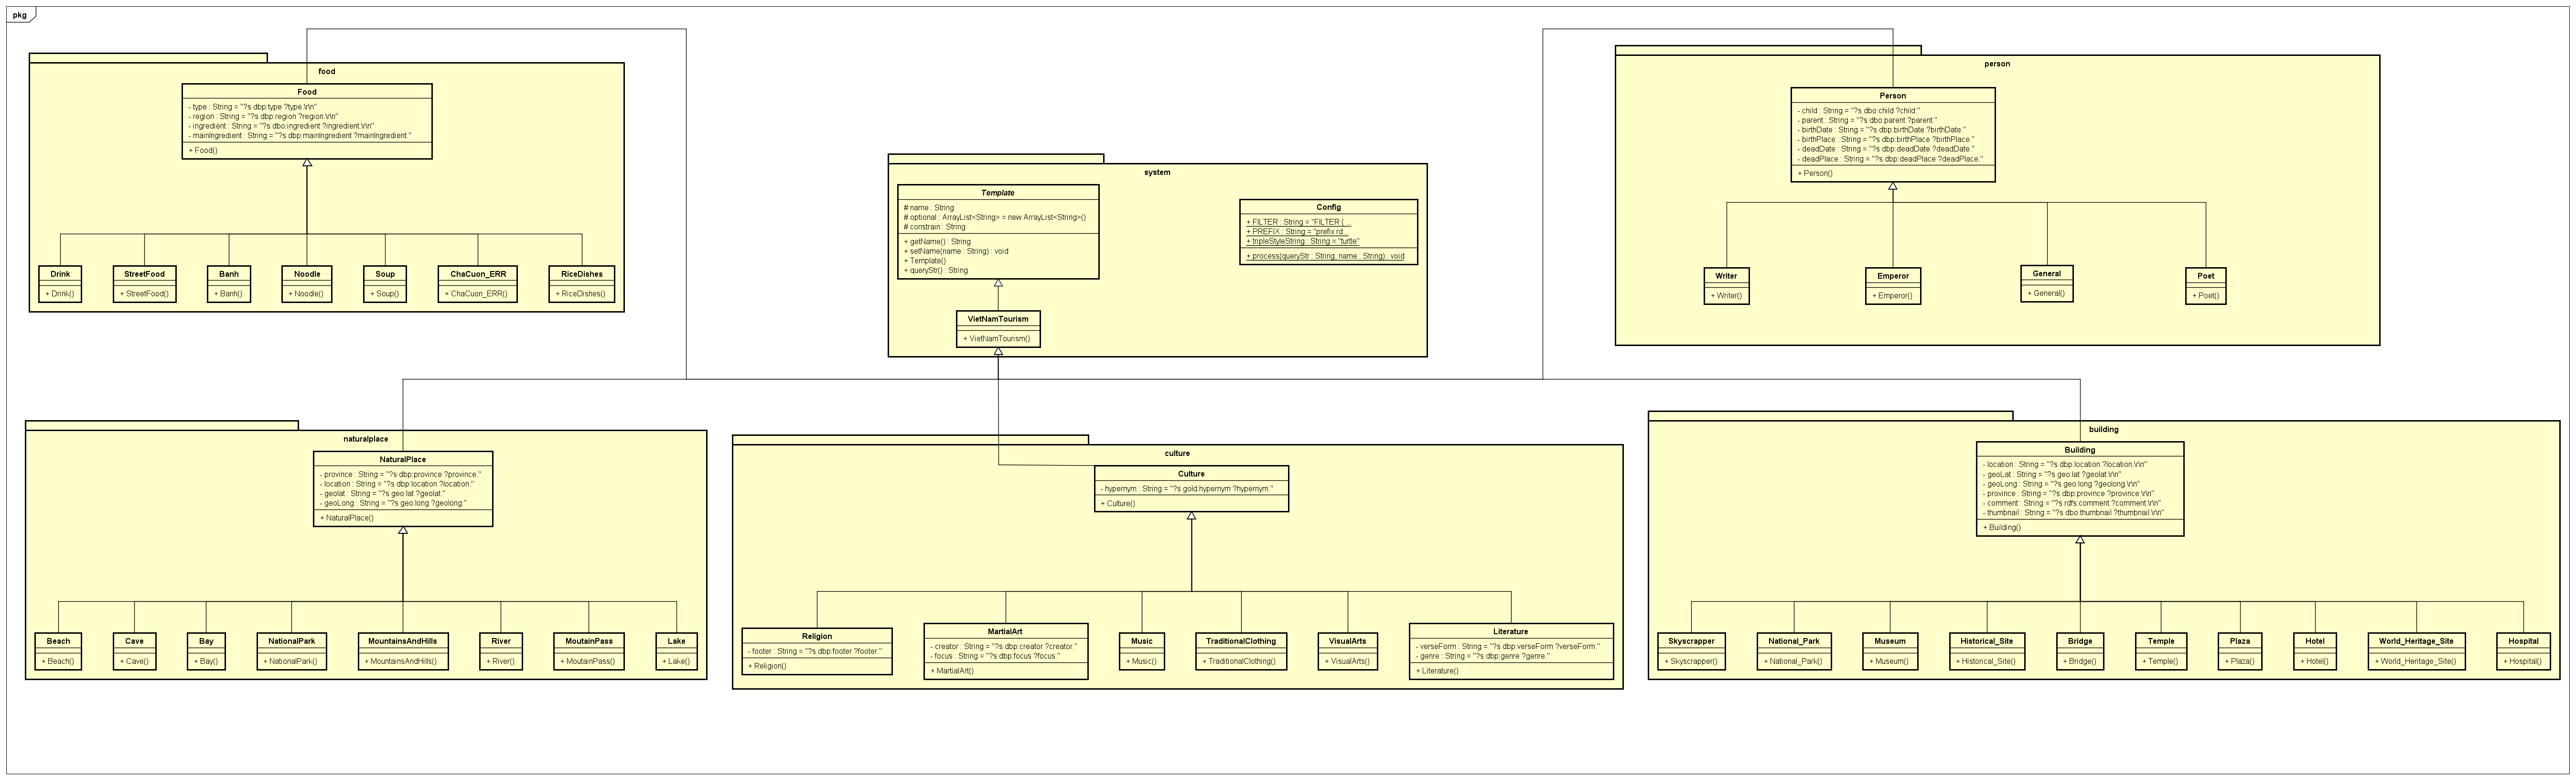 pkg
food
Food
- type : String = "?s dbp:type ?type.\r\n"
- region : String = "?s dbp:region ?region.\r\n"
- ingredient : String = "?s dbo:ingredient ?ingredient.\r\n"
- mainIngredient : String = "?s dbp:mainIngredient ?mainIngredient."
+ Food()
Drink
+ Drink()
StreetFood
+ StreetFood()
Banh
+ Banh()
Noodle
+ Noodle()
Soup
+ Soup()
ChaCuon_ERR
+ ChaCuon_ERR()
RiceDishes
+ RiceDishes()
system
Template
# name : String
# optional : ArrayList<String> = new ArrayList<String>()
# constrain : String
+ getName() : String
+ setName(name : String) : void
+ Template()
+ queryStr() : String
Config
+ FILTER : String = "FILTER ( ...
+ PREFIX : String = "prefix rd...
+ tripleStyleString : String = "turtle"
+ process(queryStr : String, name : String) : void
VietNamTourism
+ VietNamTourism()
person
Person
- child : String = "?s dbo:child ?child."
- parent : String = "?s dbo:parent ?parent."
- birthDate : String = "?s dbp:birthDate ?birthDate."
- birthPlace : String = "?s dbp:birthPlace ?birthPlace."
- deadDate : String = "?s dbp:deadDate ?deadDate."
- deadPlace : String = "?s dbp:deadPlace ?deadPlace."
+ Person()
Writer
+ Writer()
Emperor
+ Emperor()
General
+ General()
Poet
+ Poet()
naturalplace
NaturalPlace
- province : String = "?s dbp:province ?province."
- location : String = "?s dbp:location ?location."
- geolat : String = "?s geo:lat ?geolat."
- geoLong : String = "?s geo:long ?geolong."
+ NaturalPlace()
Beach
+ Beach()
Cave
+ Cave()
Bay
+ Bay()
NationalPark
+ NationalPark()
MountainsAndHills
+ MountainsAndHills()
River
+ River()
MoutainPass
+ MoutainPass()
Lake
+ Lake()
culture
Culture
- hypernym : String = "?s gold:hypernym ?hypernym."
+ Culture()
Religion
- footer : String = "?s dbp:footer ?footer."
+ Religion()
MartialArt
- creator : String = "?s dbp:creator ?creator."
- focus : String = "?s dbp:focus ?focus."
+ MartialArt()
Music
+ Music()
TraditionalClothing
+ TraditionalClothing()
VisualArts
+ VisualArts()
Literature
- verseForm : String = "?s dbp:verseForm ?verseForm."
- genre : String = "?s dbp:genre ?genre."
+ Literature()
building
Building
- location : String = "?s dbp:location ?location.\r\n"
- geoLat : String = "?s geo:lat ?geolat.\r\n"
- geoLong : String = "?s geo:long ?geolong.\r\n"
- province : String = "?s dbp:province ?province.\r\n"
- comment : String = "?s rdfs:comment ?comment.\r\n"
- thumbnail : String = "?s dbo:thumbnail ?thumbnail.\r\n"
+ Building()
Skyscrapper
+ Skyscrapper()
National_Park
+ National_Park()
Museum
+ Museum()
Historical_Site
+ Historical_Site()
Bridge
+ Bridge()
Temple
+ Temple()
Plaza
+ Plaza()
Hotel
+ Hotel()
World_Heritage_Site
+ World_Heritage_Site()
Hospital
+ Hospital()